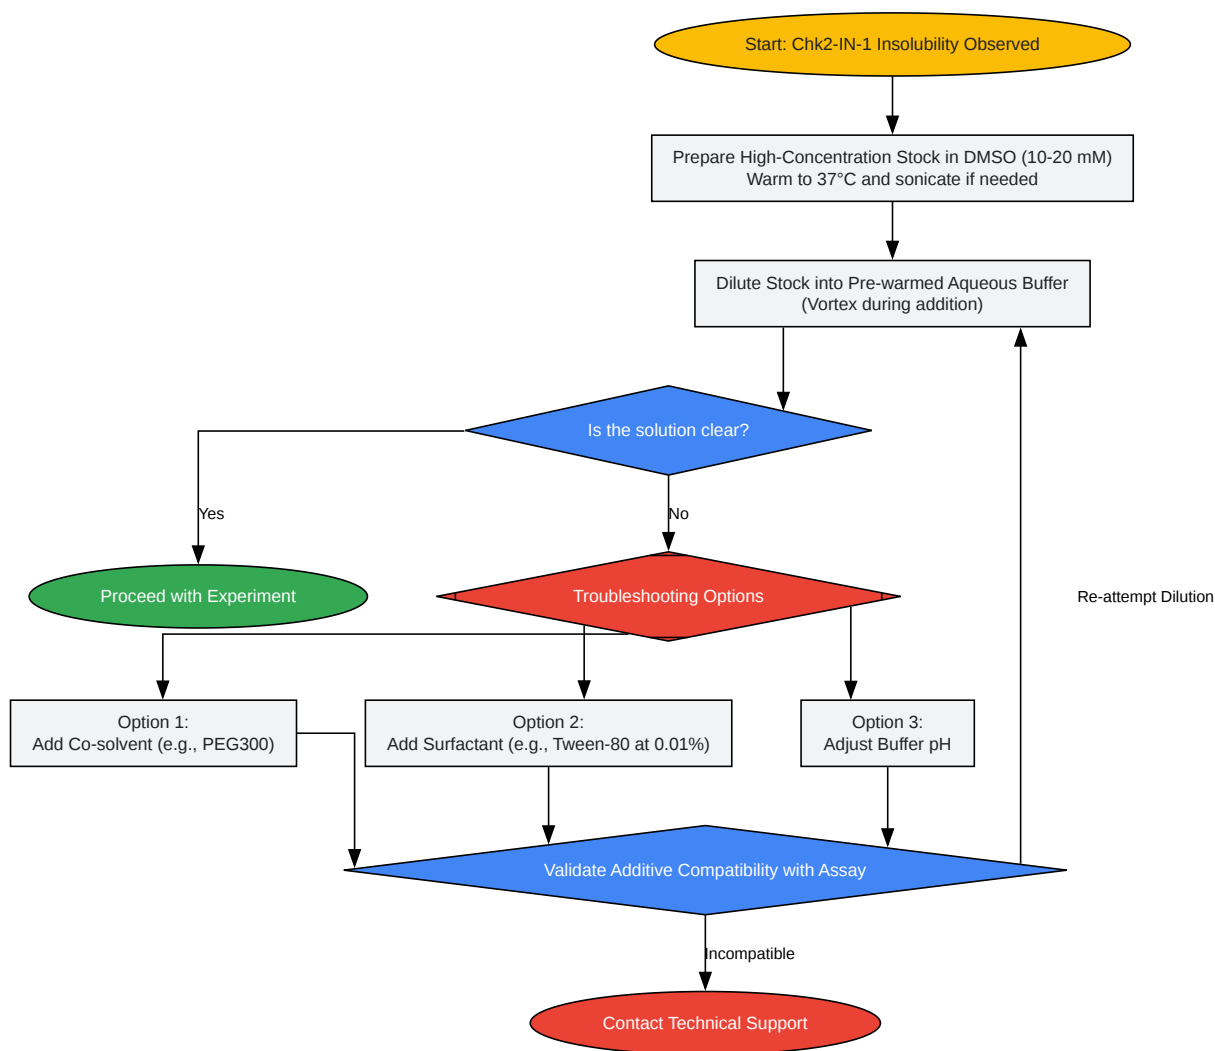 Start: Chk2-IN-1 Insolubility Observed
Prepare High-Concentration Stock in DMSO (10-20 mM)
Warm to 37°C and sonicate if needed
Dilute Stock into Pre-warmed Aqueous Buffer
(Vortex during addition)
Is the solution clear?
Yes
No
Proceed with Experiment
Troubleshooting Options
Re-attempt Dilution
Option 1:
Add Co-solvent (e.g., PEG300)
Option 2:
Add Surfactant (e.g., Tween-80 at 0.01%)
Option 3:
Adjust Buffer pH
Validate Additive Compatibility with Assay
Incompatible
Contact Technical Support